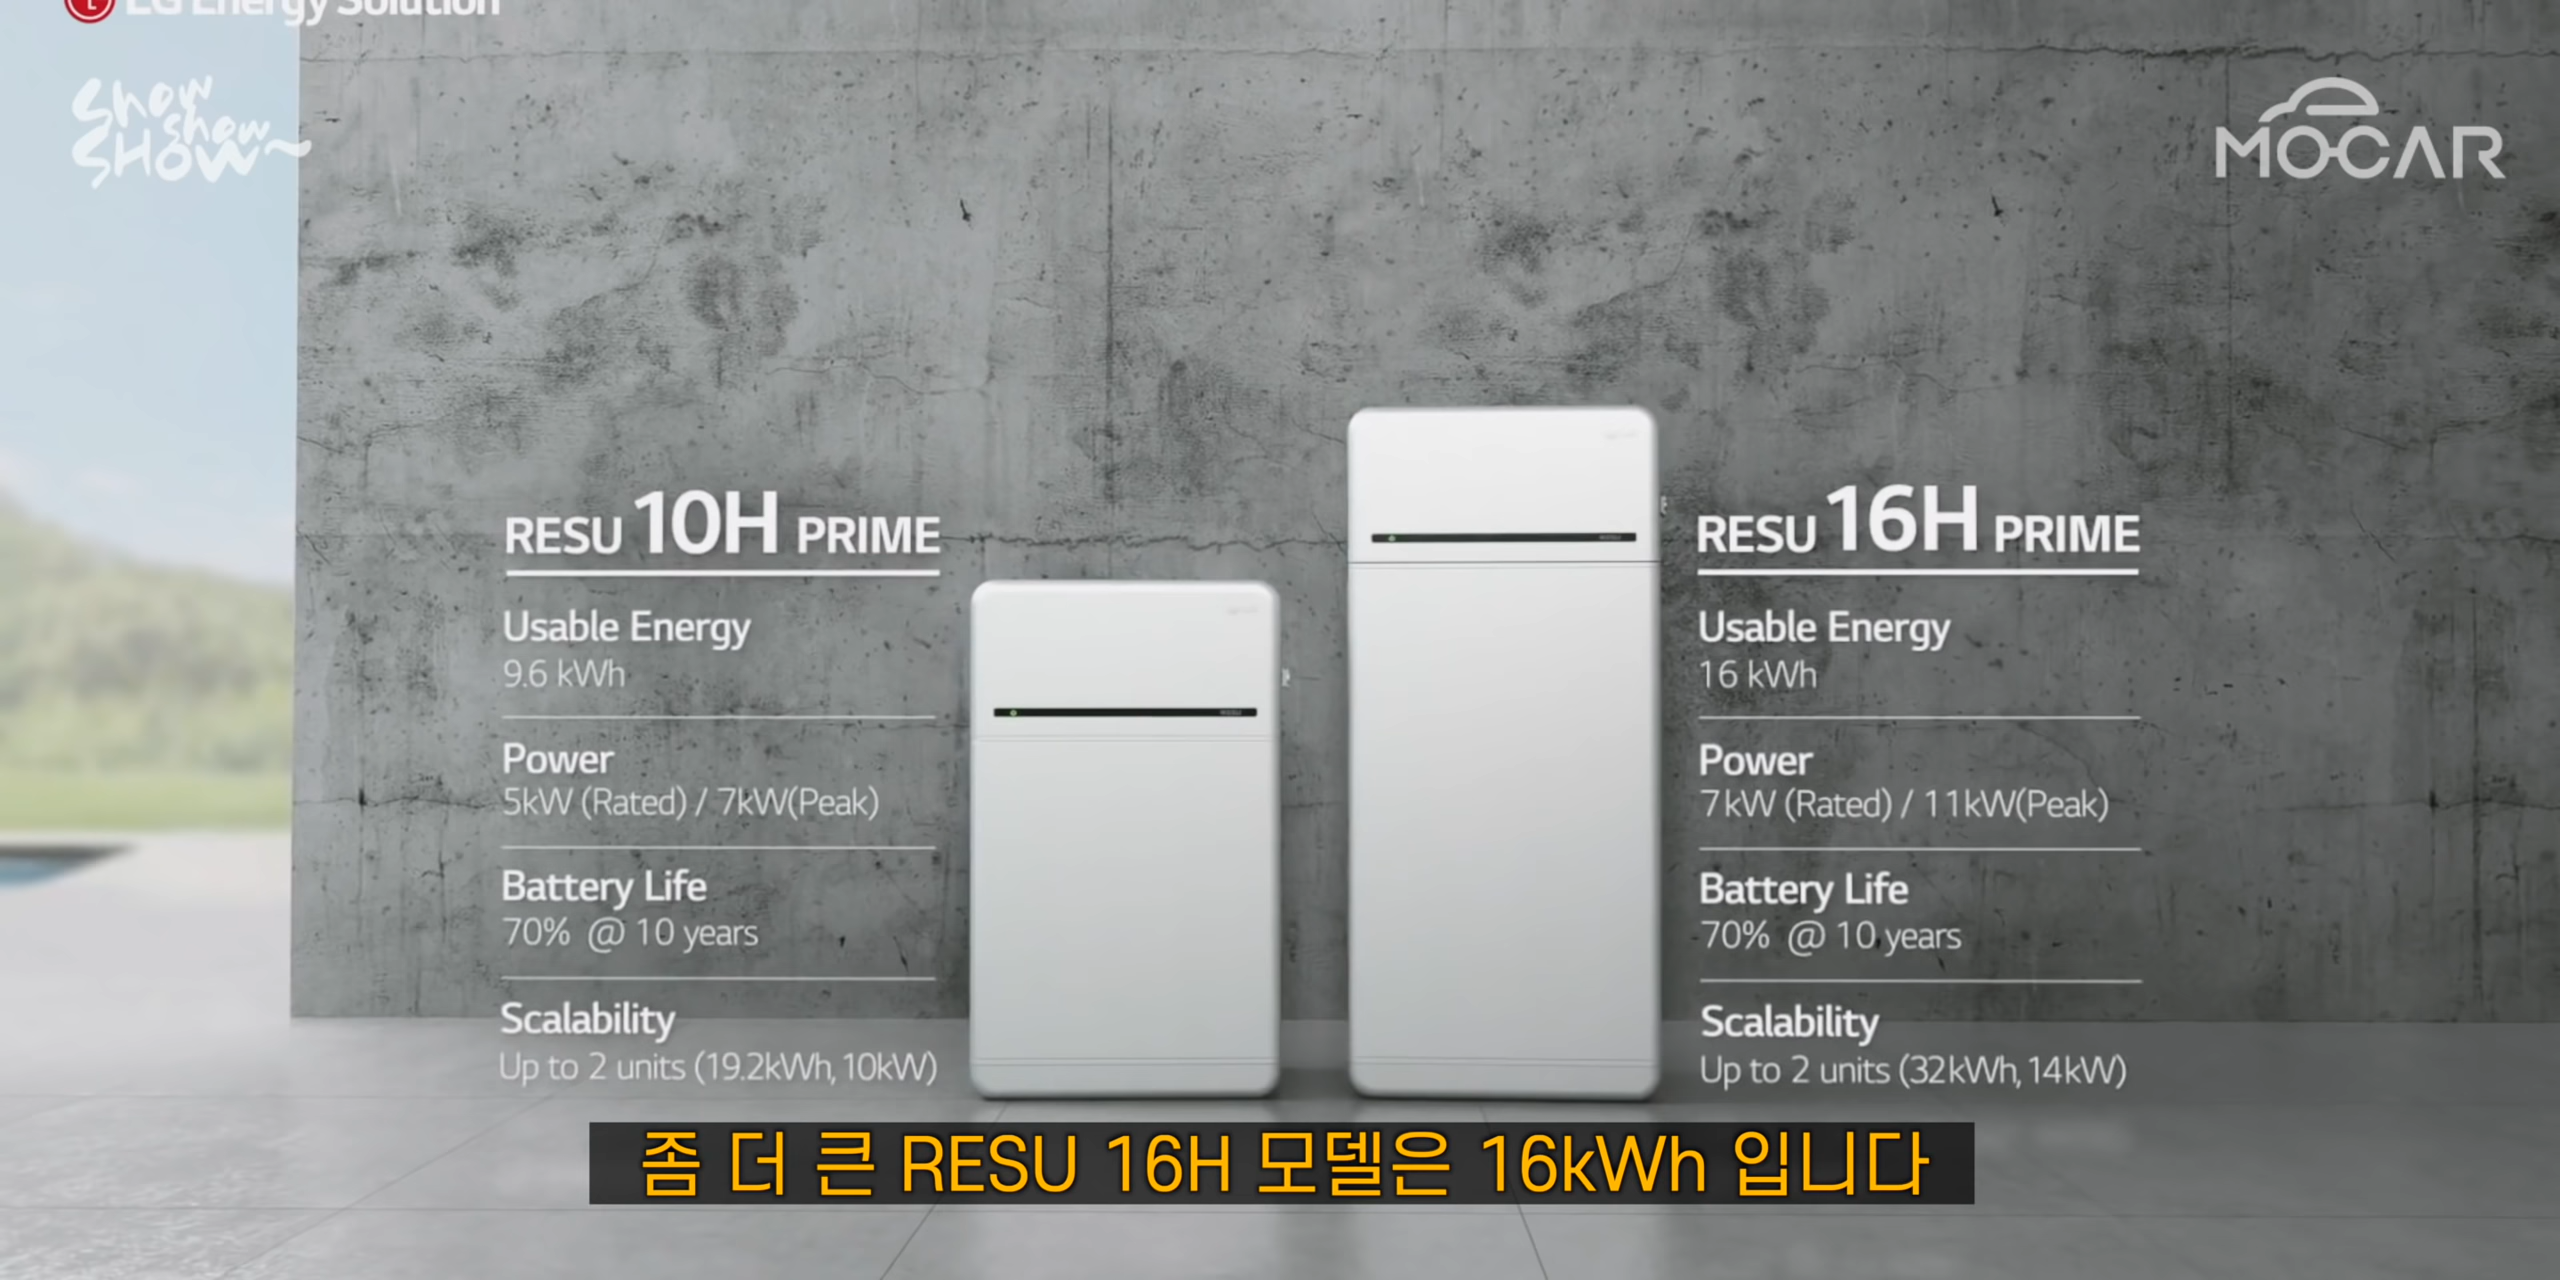 LG Energy Solution
Show
show
SHOW~
MOCAR
RESU 10H PRIME
Usable Energy
9.6 kWh
Power
5kW (Rated) / 7kW(Peak)
Battery Life
70% @ 10 years
Scalability
Up to 2 units (19.2kWh, 10kW)
RESU 16H PRIME
Usable Energy
16 kWh
Power
7kW (Rated) / 11kW(Peak)
Battery Life
70% @ 10 years
Scalability
Up to 2 units (32kWh, 14kW)
좀 더 큰 RESU 16H 모델은 16kWh 입니다